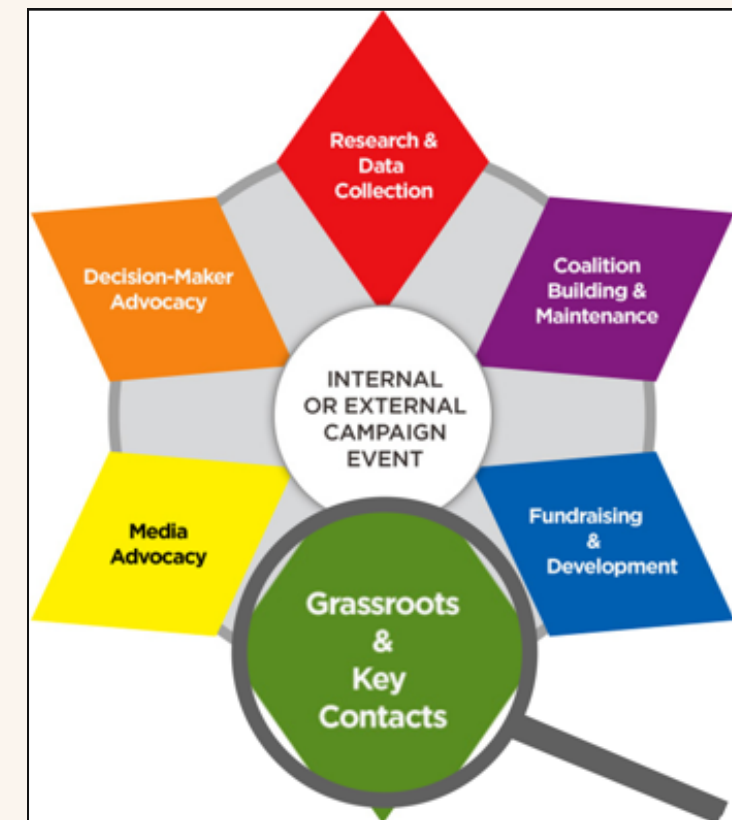 Research &
Data
Collection
Decision-Maker
Advocacy
Coalition
Building &
Maintenance
INTERNAL
OR EXTERNAL
CAMPAIGN
EVENT
Media
Advocacy
Fundraising
&
Development
Grassroots
&
Key
Contacts